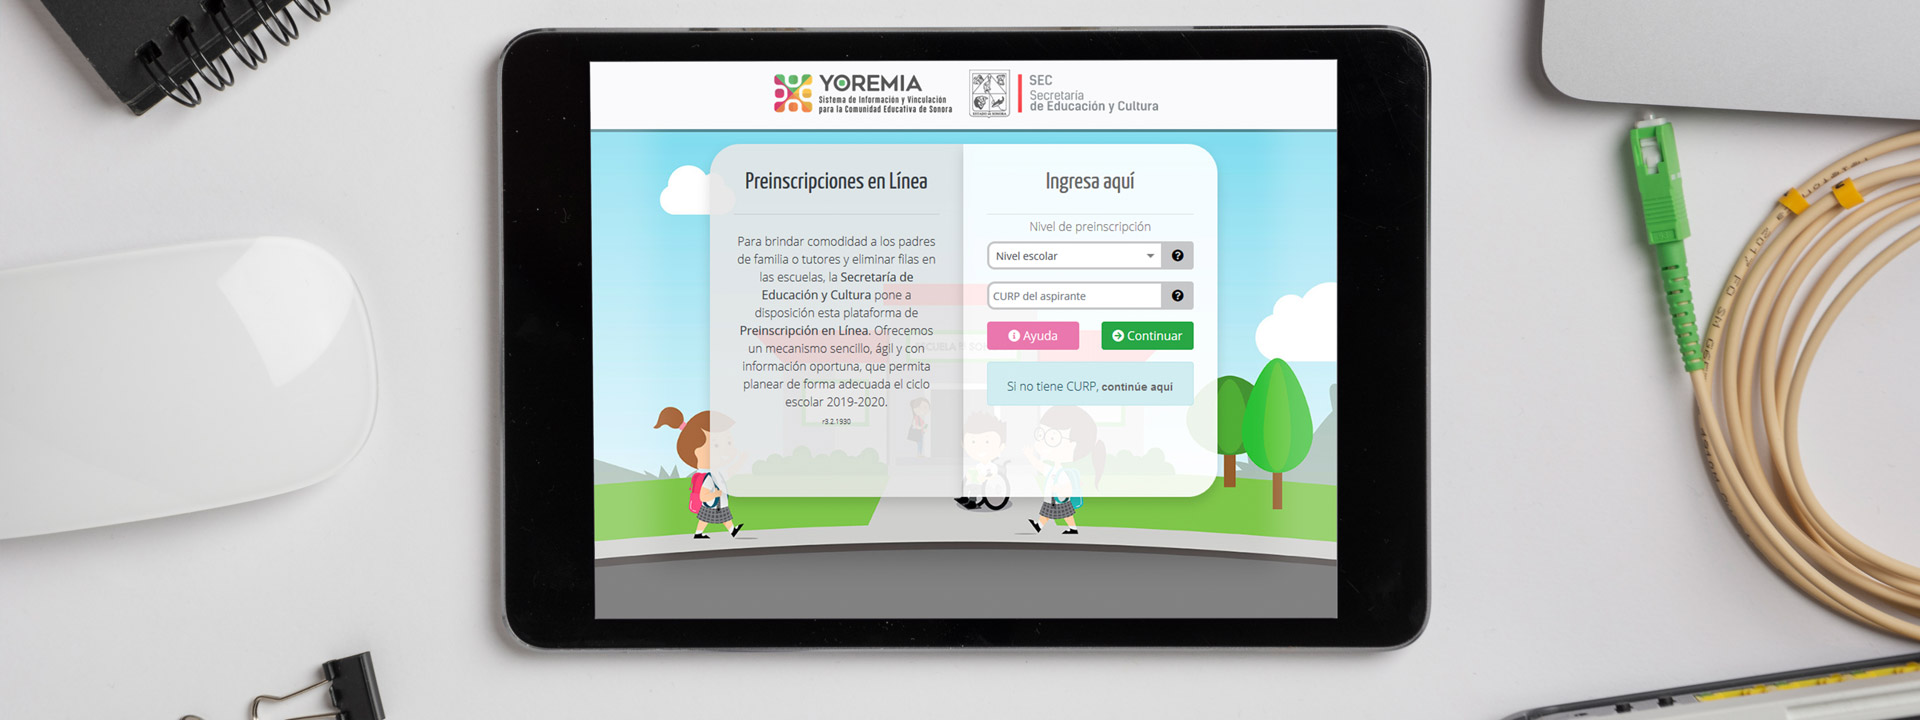 YOREMIA
Sistema de Información y Vinculación
para la Comunidad Educativa de Sonora
SEC
Secretaría
de Educación y Cultura
ESTADO DE SONORA
Preinscripciones en Línea
Para brindar comodidad a los padres
de familia o tutores y eliminar filas en
las escuelas, la Secretaría de
Educación y Cultura pone a
disposición esta plataforma de
Preinscripción en Línea. Ofrecemos
un mecanismo sencillo, ágil y con
información oportuna, que permita
planear de forma adecuada el ciclo
escolar 2019-2020.
r3.2.1930
Ingresa aquí
Nivel de preinscripción
Nivel escolar
CURP del aspirante
Ayuda
Continuar
Si no tiene CURP, continúe aquí